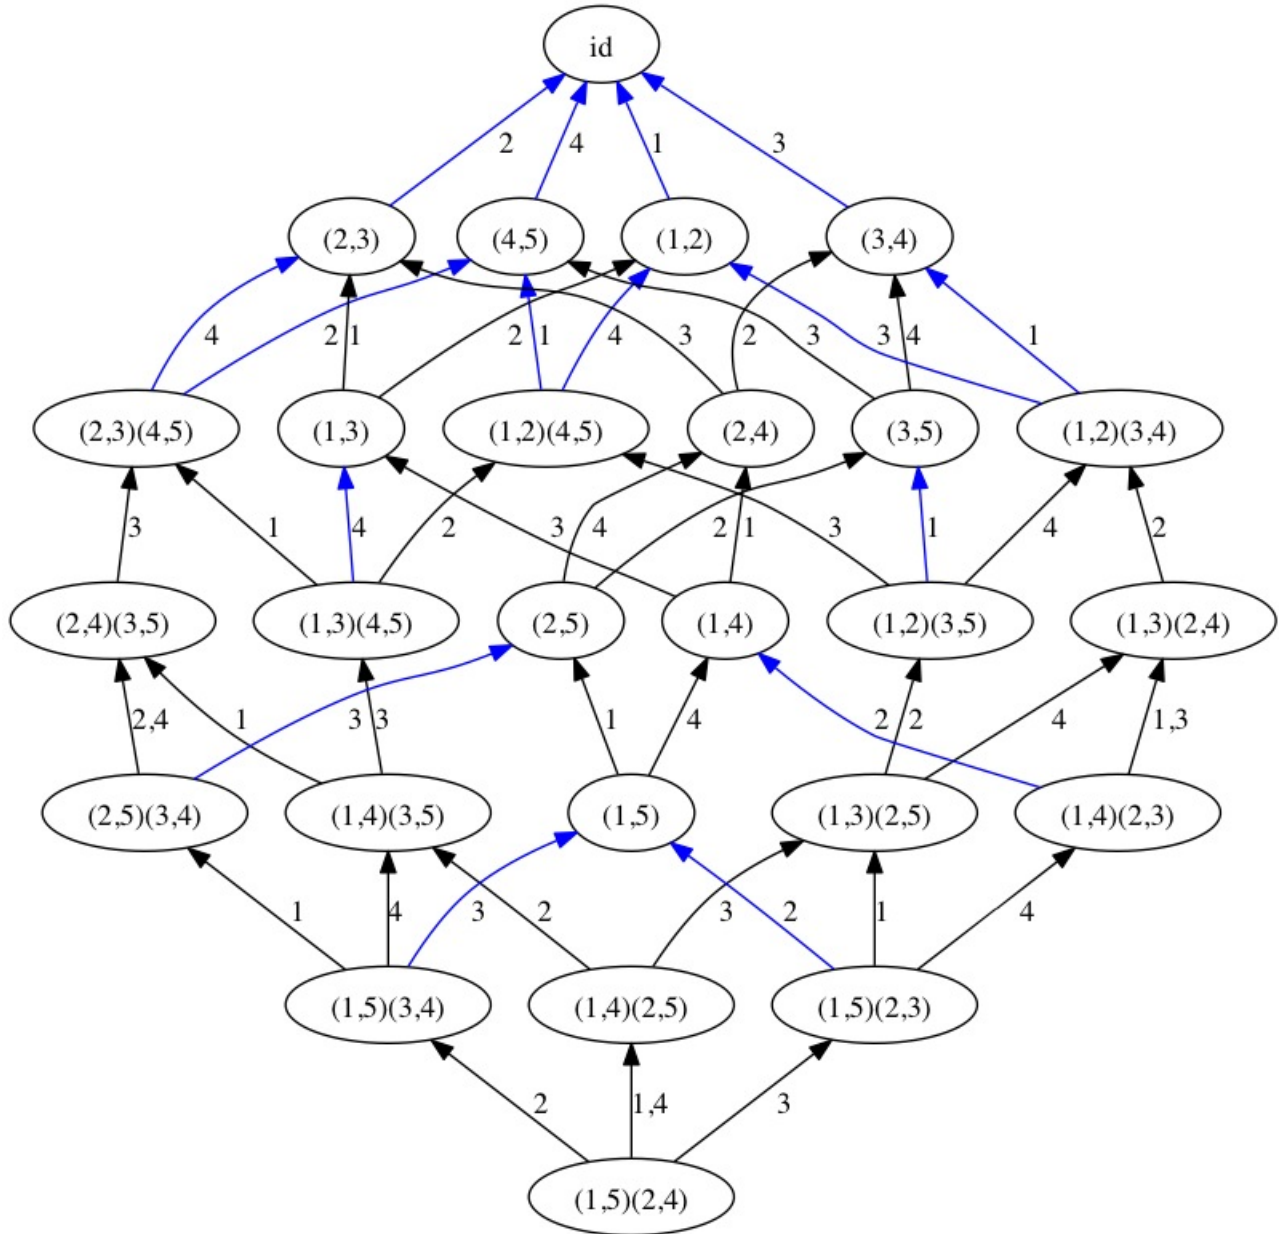 id
2 4 1 3
(2,3) (4,5) (1,2) (3,4)
4 2 1 2 1 4 3 2 3 3 4 1
(2,3)(4,5) (1,3) (1,2)(4,5) (2,4) (3,5) (1,2)(3,4)
3 1 4 2 3 4 2 1 3 1 4 2
(2,4)(3,5) (1,3)(4,5) (2,5) (1,4) (1,2)(3,5) (1,3)(2,4)
2,4 1 3 3 1 4 2 2 4 1,3
(2,5)(3,4) (1,4)(3,5) (1,5) (1,3)(2,5) (1,4)(2,3)
1 4 3 2 3 2 1 4
(1,5)(3,4) (1,4)(2,5) (1,5)(2,3)
2 1,4 3
(1,5)(2,4)